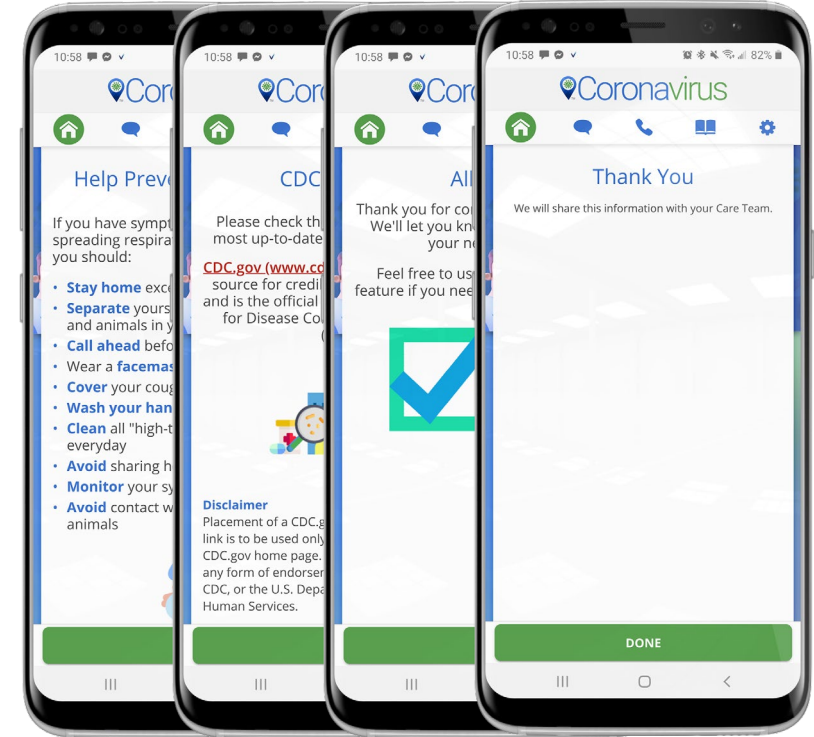 10:58
Cor
Help Prev
If you have sympt
spreading respira
you should:
• Stay home exc
• Separate yours
and animals in y
• Call ahead befo
• Wear a facemas
• Cover your coug
• Wash your han
• Clean all "high-t
everyday
• Avoid sharing h
• Monitor your sy
• Avoid contact w
animals
10:58
Cor
CDC
Please check th
most up-to-date
CDC.gov (www.cd
source for credi
and is the official
for Disease Co
(
Disclaimer
Placement of a CDC.g
link is to be used only
CDC.gov home page.
any form of endorser
CDC, or the U.S. Depa
Human Services.
10:58
Cor
All
Thank you for co
We'll let you kn
your n
Feel free to us
feature if you nee
10:58 82%
Coronavirus
Thank You
We will share this information with your Care Team.
DONE